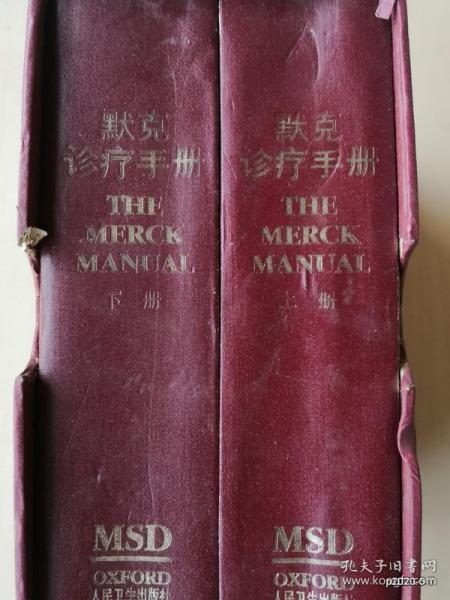 默克
诊疗手册
THE
MERCK
MANUAL
下册
MSD
OXFORD
人民卫生出版社
默克
诊疗手册
THE
MERCK
MANUAL
上册
MSD
OXFORD
人民卫生出版社
孔夫子旧书网